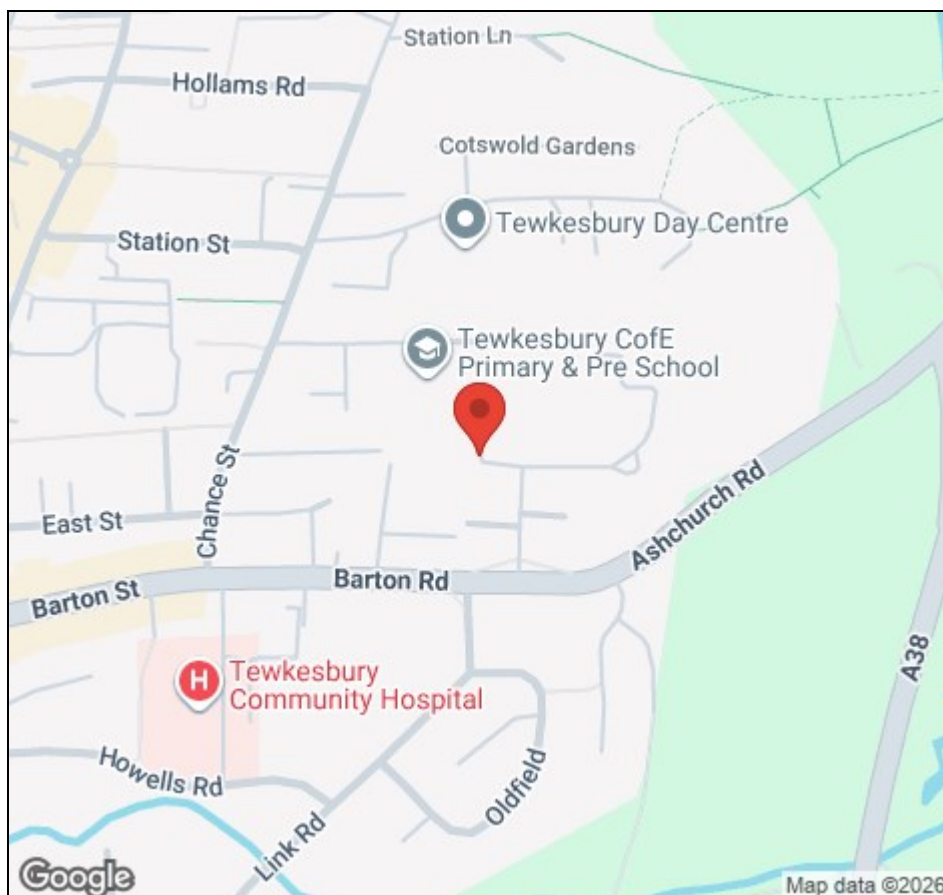 Station Ln
Hollams Rd
Cotswold Gardens
Tewkesbury Day Centre
Station St
Tewkesbury CofE
Primary & Pre School
Chance St
Ashchurch Rd
East St
Barton Rd
Barton St
A38
H
Tewkesbury
Community Hospital
Howells Rd
Oldfield
Link Rd
Google
Map data ©2026